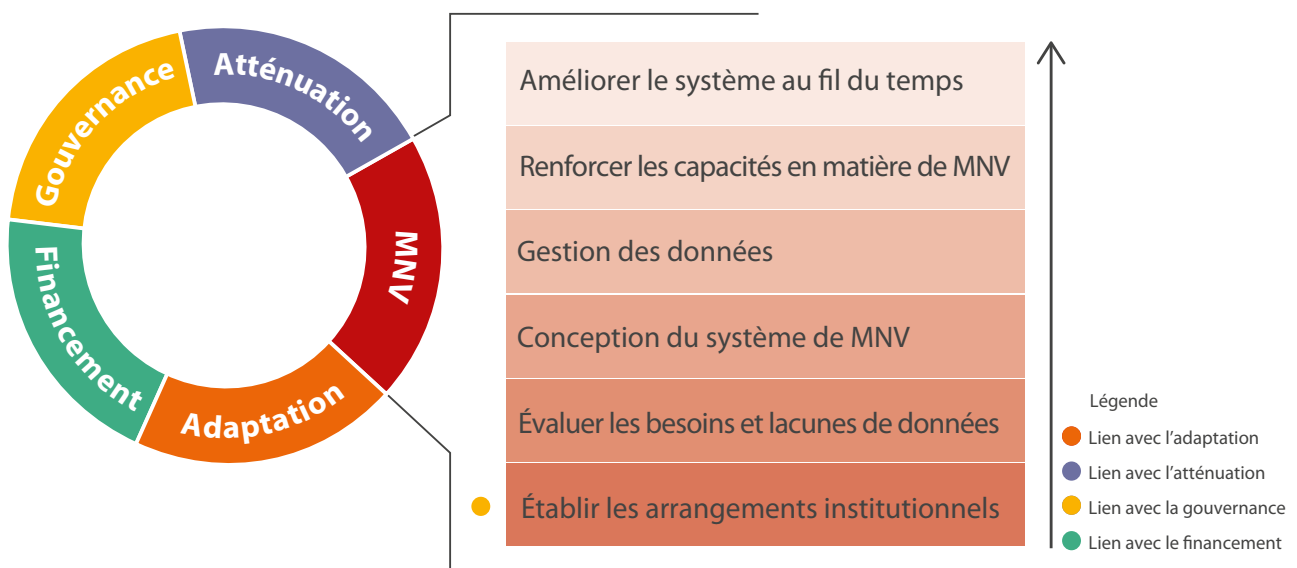 Gouvernance
Atténuation
MNV
Adaptation
Financement
Améliorer le système au fil du temps
Renforcer les capacités en matière de MNV
Gestion des données
Conception du système de MNV
Évaluer les besoins et lacunes de données
Établir les arrangements institutionnels
Légende
Lien avec l’adaptation
Lien avec l’atténuation
Lien avec la gouvernance
Lien avec le financement